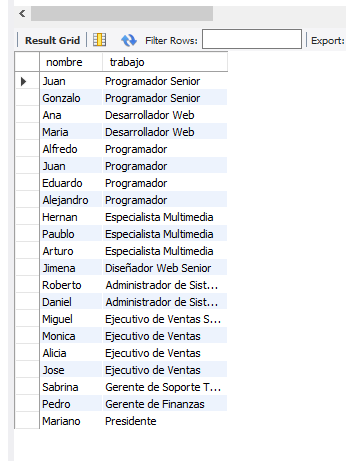 Result Grid Filter Rows: Export:
nombre trabajo
Juan Programador Senior
Gonzalo Programador Senior
Ana Desarrollador Web
Maria Desarrollador Web
Alfredo Programador
Juan Programador
Eduardo Programador
Alejandro Programador
Hernan Especialista Multimedia
Paublo Especialista Multimedia
Arturo Especialista Multimedia
Jimena Diseñador Web Senior
Roberto Administrador de Sist...
Daniel Administrador de Sist...
Miguel Ejecutivo de Ventas S...
Monica Ejecutivo de Ventas
Alicia Ejecutivo de Ventas
Jose Ejecutivo de Ventas
Sabrina Gerente de Soporte T...
Pedro Gerente de Finanzas
Mariano Presidente